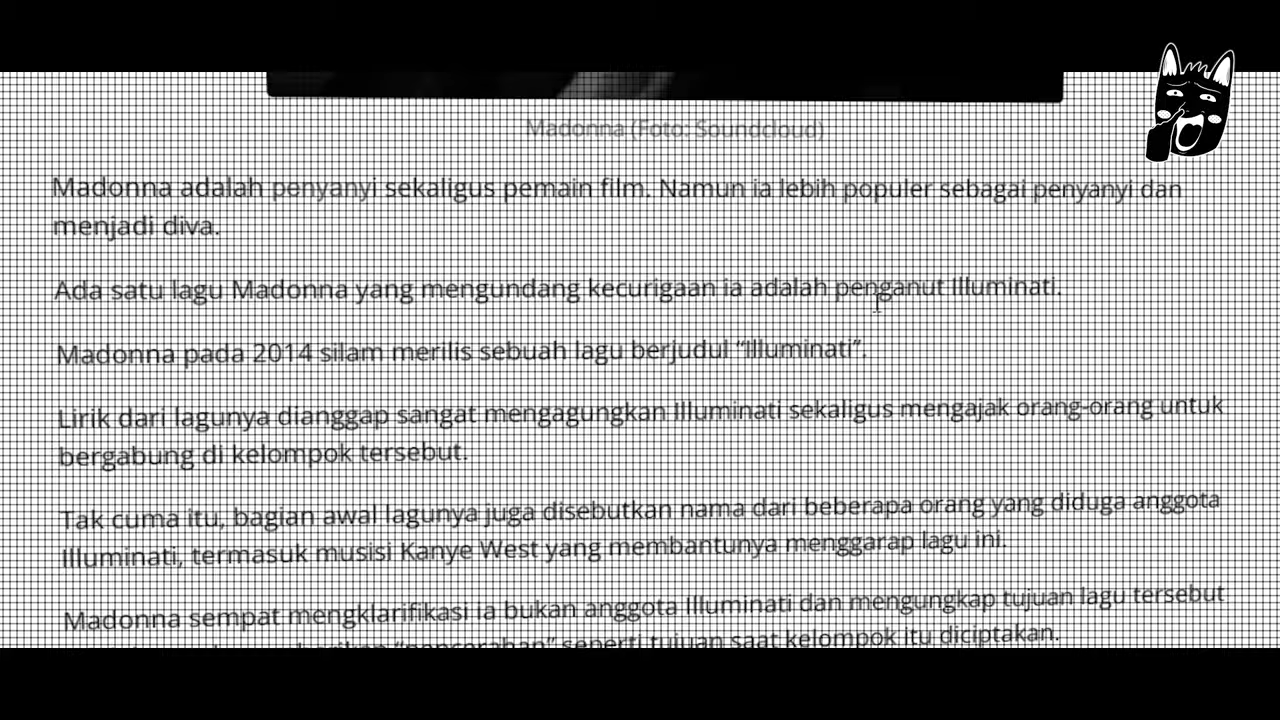 Madonna (Foto: Soundcloud)
Madonna adalah penyanyi sekaligus pemain film. Namun ia lebih populer sebagai penyanyi dan
menjadi diva.
Ada satu lagu Madonna yang mengundang kecurigaan ia adalah penganut Illuminati.
Madonna pada 2014 silam merilis sebuah lagu berjudul “Illuminati”.
Lirik dari lagunya dianggap sangat mengagungkan Illuminati sekaligus mengajak orang-orang untuk
bergabung di kelompok tersebut.
Tak cuma itu, bagian awal lagunya juga disebutkan nama dari beberapa orang yang diduga anggota
Illuminati, termasuk musisi Kanye West yang membantunya menggarap lagu ini.
Madonna sempat mengklarifikasi ia bukan anggota Illuminati dan mengungkap tujuan lagu tersebut
“pencerahan” seperti tujuan saat kelompok itu diciptakan.